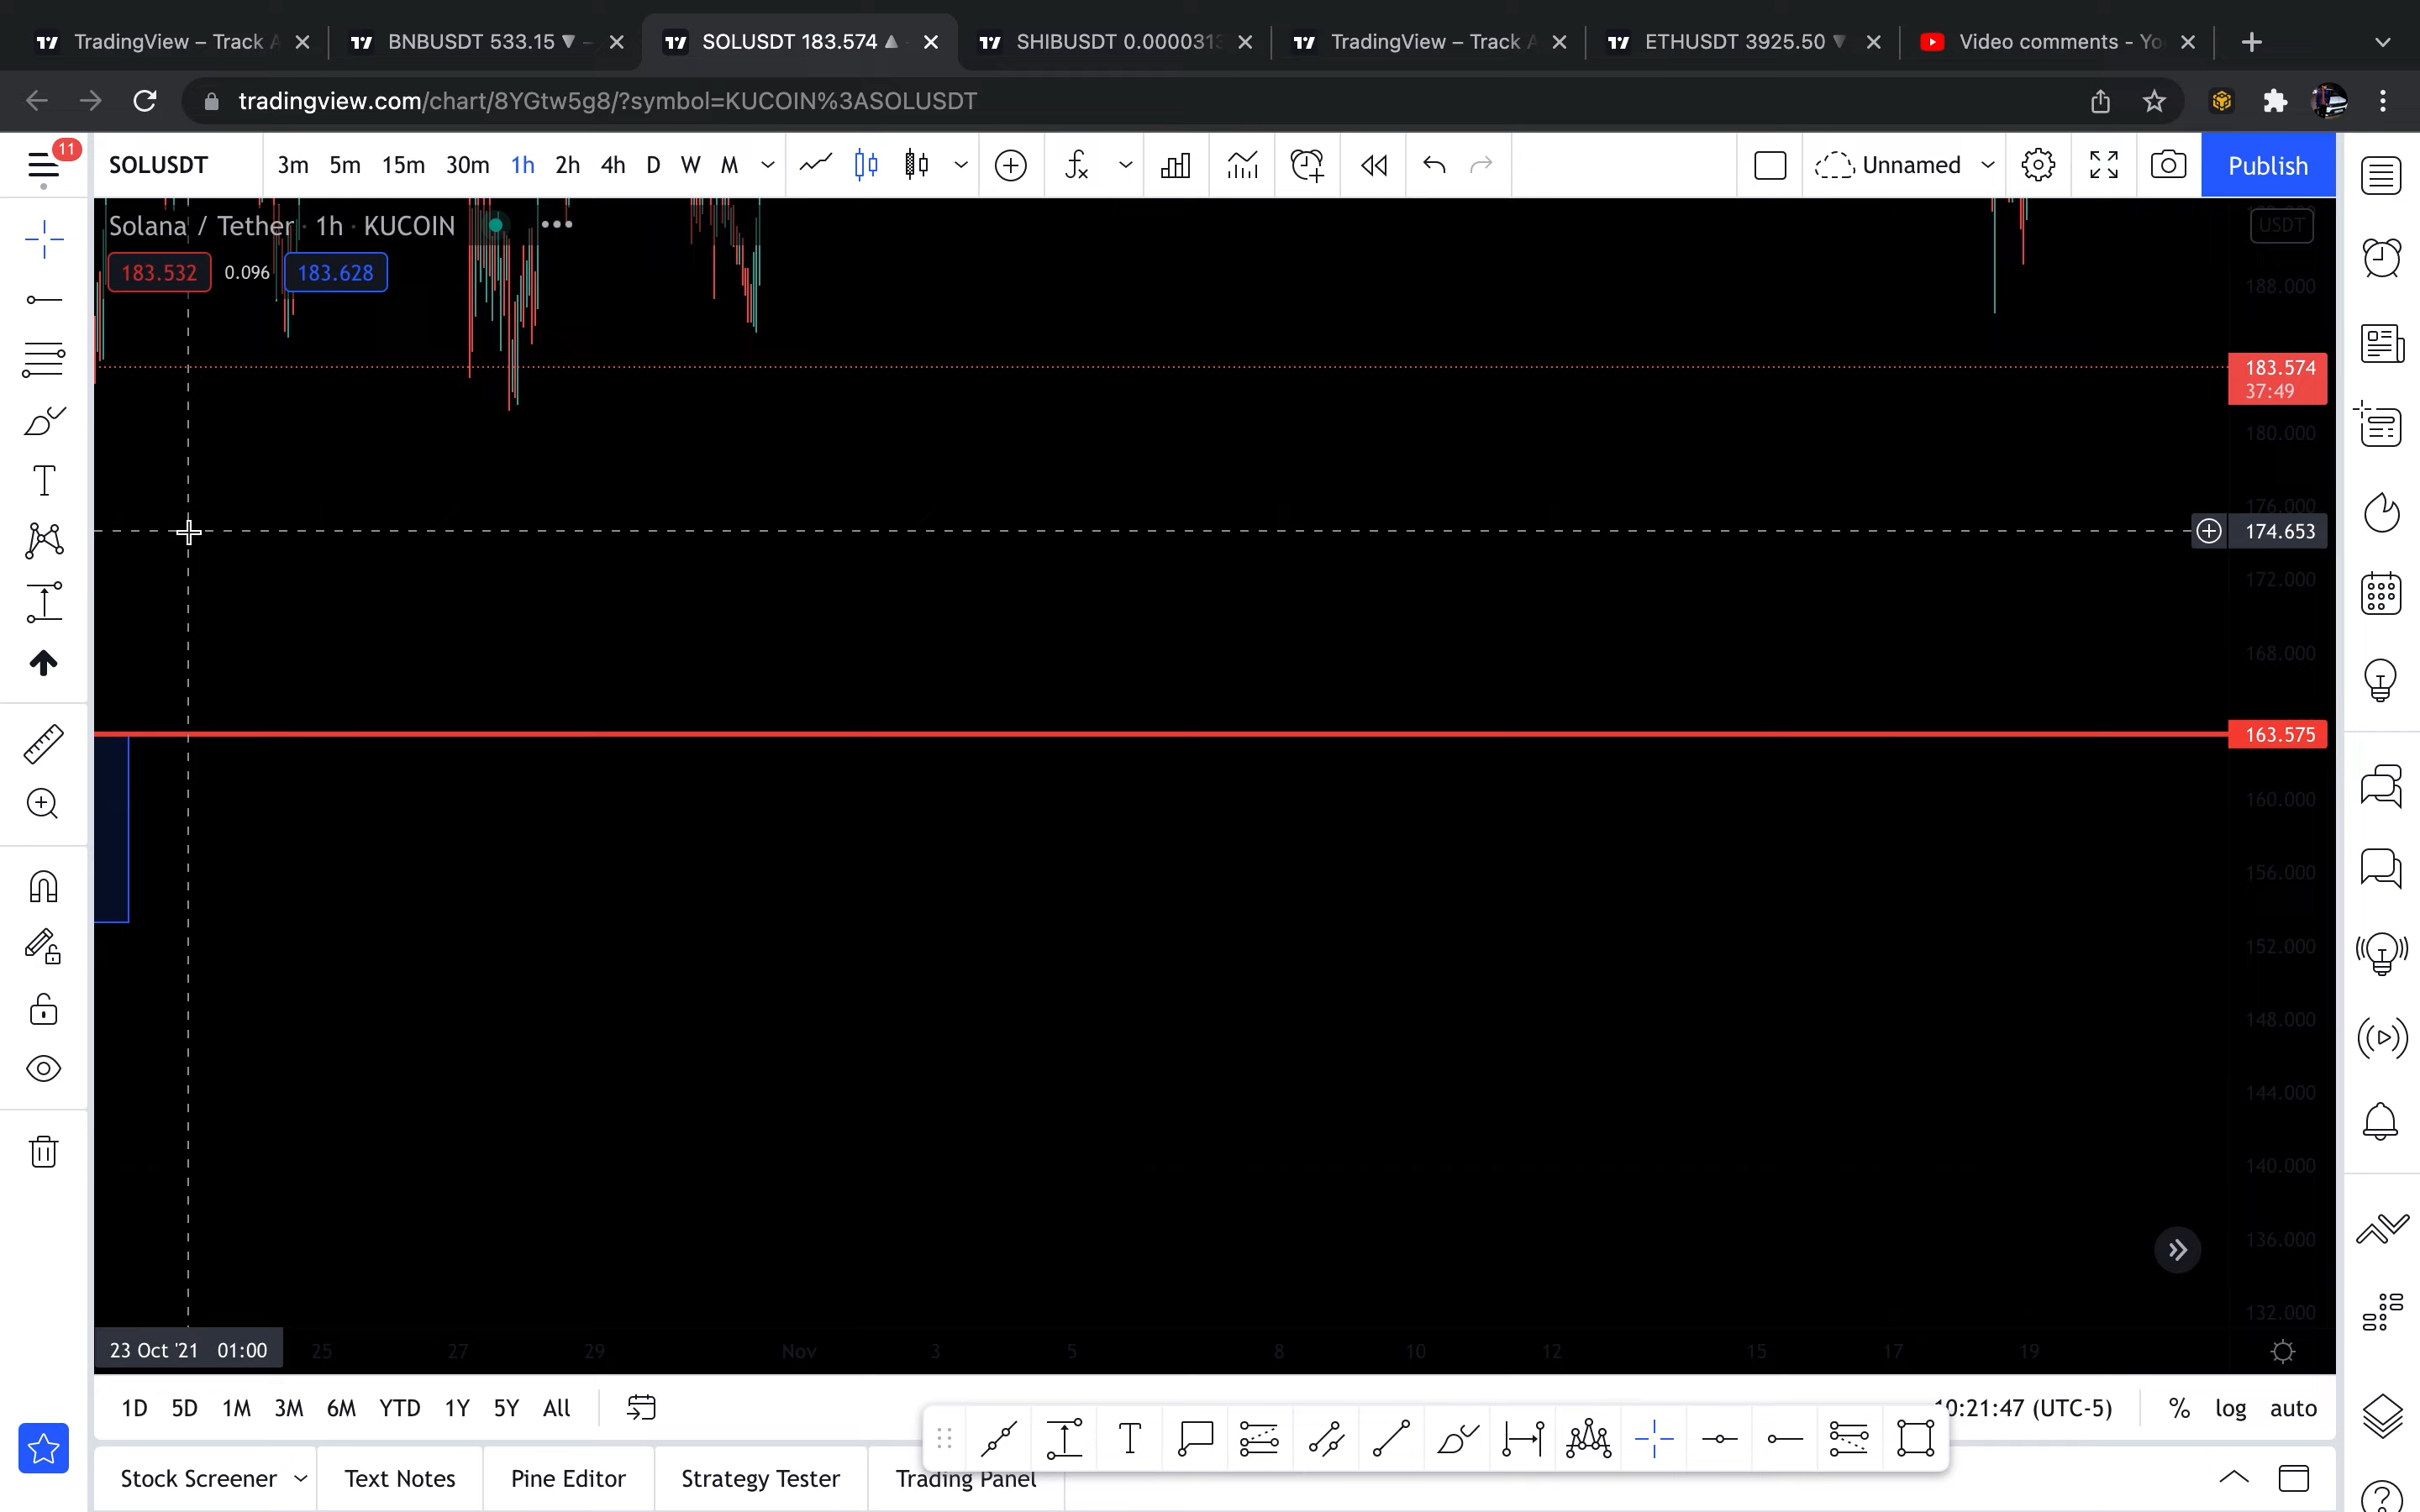 TradingView – Track A
BNBUSDT 533.15 ▼ –
SOLUSDT 183.574 ▲
SHIBUSDT 0.0000313
TradingView – Track A
ETHUSDT 3925.50 ▼
Video comments - Yo
tradingview.com/chart/8YGtw5g8/?symbol=KUCOIN%3ASOLUSDT
11
SOLUSDT
3m 5m 15m 30m 1h 2h 4h D W M
Unnamed
Publish
Solana / Tether · 1h · KUCOIN
USDT
183.532 0.096 183.628
188.000
183.574
37:49
180.000
176.000
174.653
172.000
168.000
163.575
160.000
156.000
152.000
148.000
144.000
140.000
136.000
132.000
23 Oct '21 01:00 25 27 29 Nov 3 5 8 10 12 15 17 19
1D 5D 1M 3M 6M YTD 1Y 5Y All
10:21:47 (UTC-5) % log auto
Stock Screener
Text Notes
Pine Editor
Strategy Tester
Trading Panel